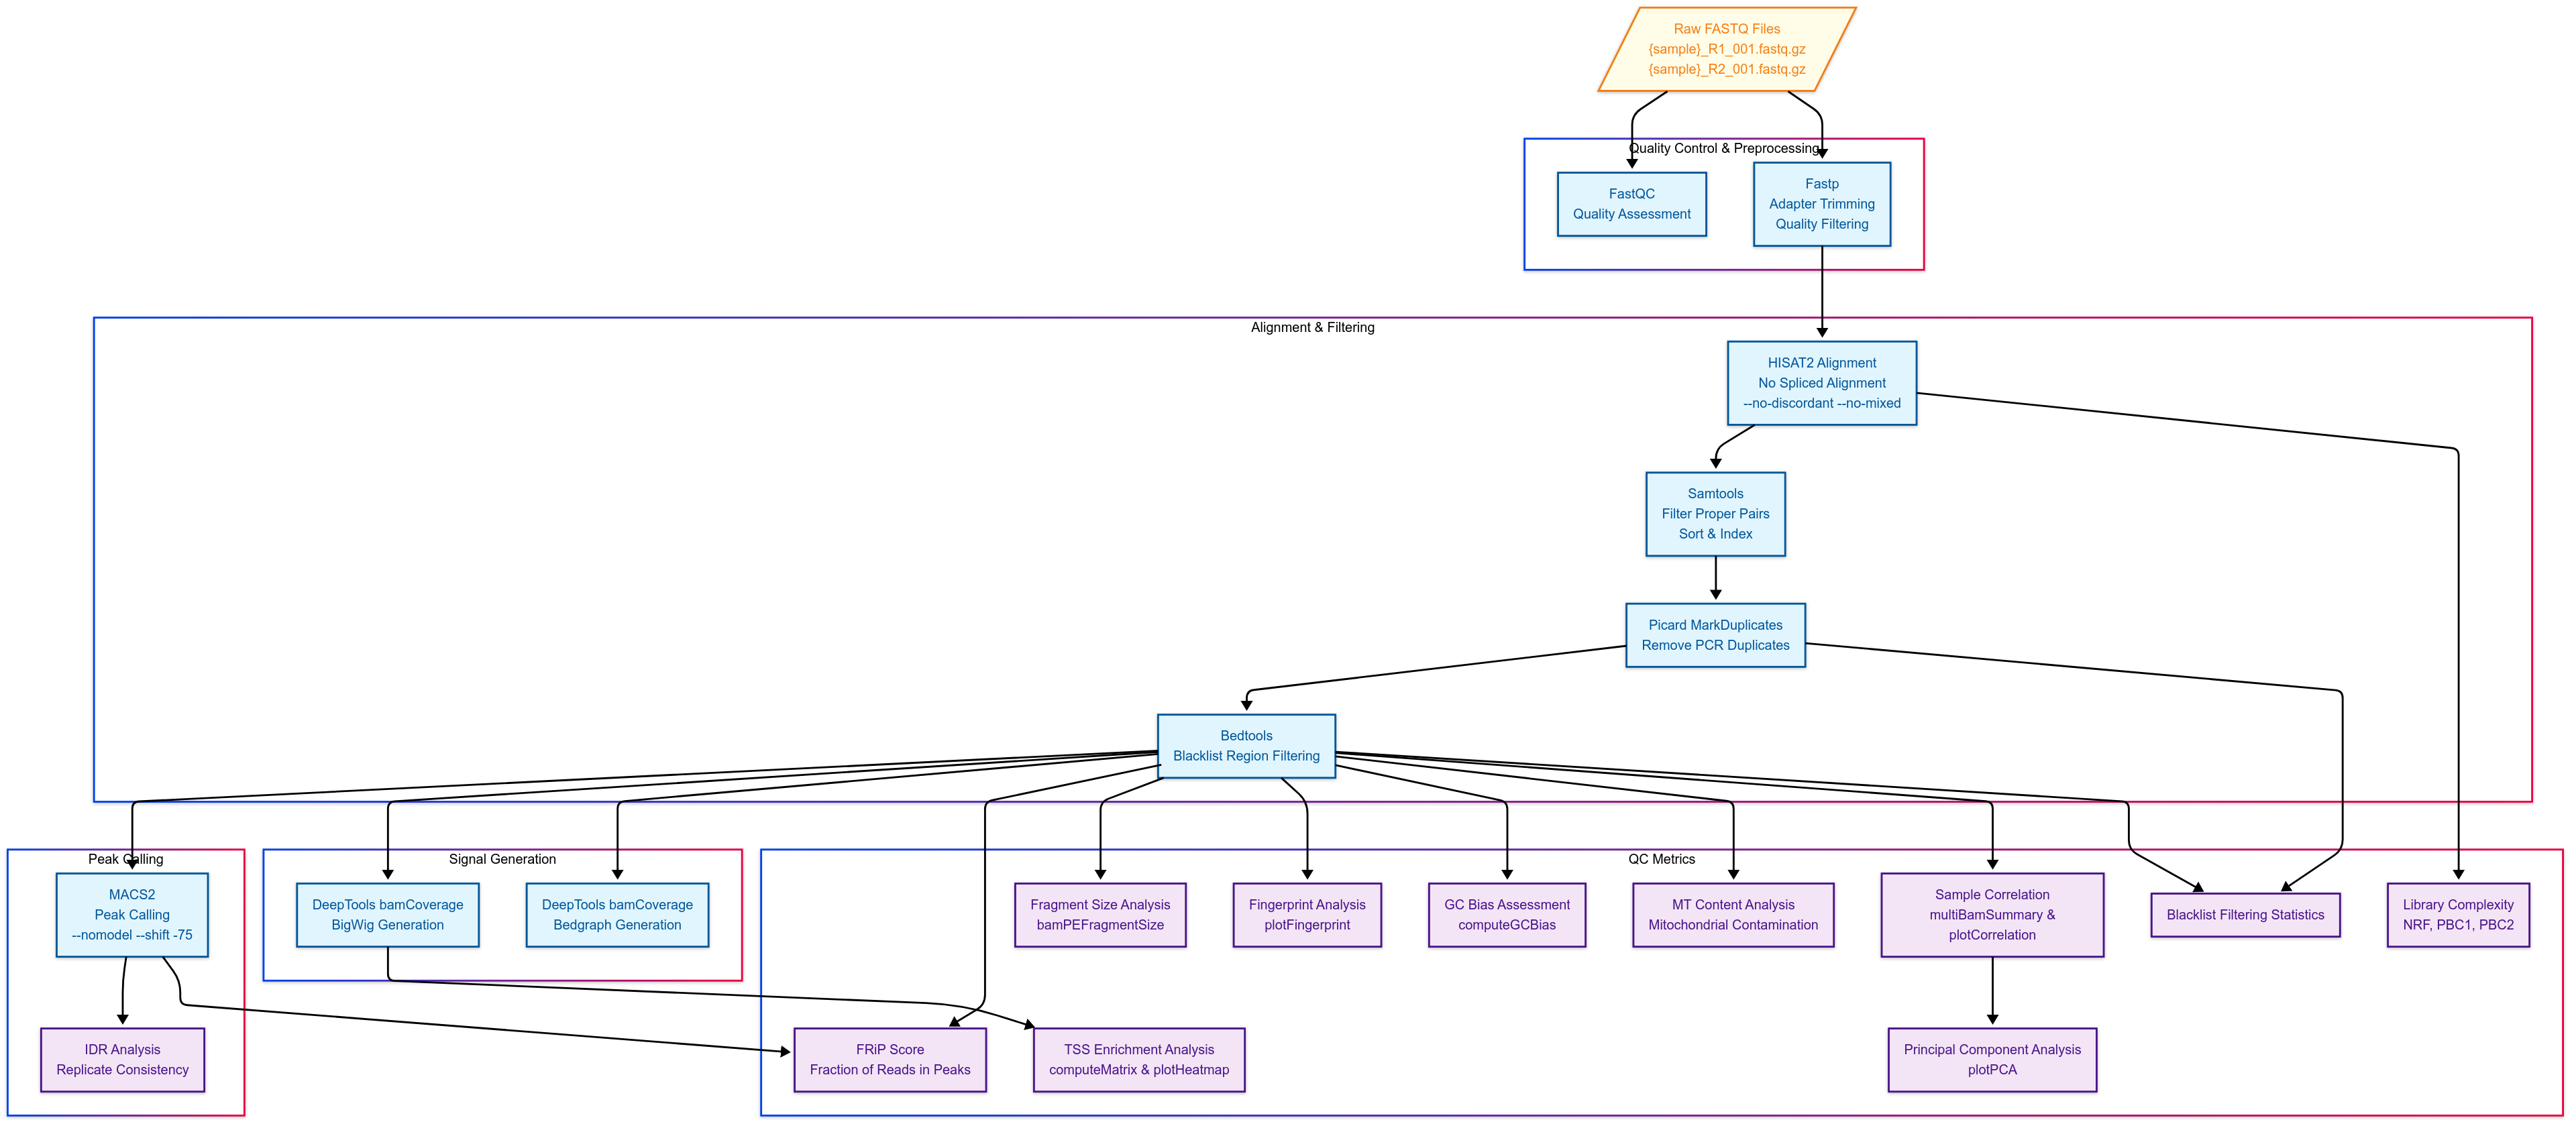 Raw FASTQ Files
{sample}_R1_001.fastq.gz
{sample}_R2_001.fastq.gz
Quality Control & Preprocessing
FastQC
Quality Assessment
Fastp
Adapter Trimming
Quality Filtering
Alignment & Filtering
HISAT2 Alignment
No Spliced Alignment
--no-discordant --no-mixed
Samtools
Filter Proper Pairs
Sort & Index
Picard MarkDuplicates
Remove PCR Duplicates
Bedtools
Blacklist Region Filtering
Peak Calling
MACS2
Peak Calling
--nomodel --shift -75
IDR Analysis
Replicate Consistency
Signal Generation
DeepTools bamCoverage
BigWig Generation
DeepTools bamCoverage
Bedgraph Generation
QC Metrics
Fragment Size Analysis
bamPEFragmentSize
Fingerprint Analysis
plotFingerprint
GC Bias Assessment
computeGCBias
MT Content Analysis
Mitochondrial Contamination
Sample Correlation
multiBamSummary &
plotCorrelation
Blacklist Filtering Statistics
Library Complexity
NRF, PBC1, PBC2
FRiP Score
Fraction of Reads in Peaks
TSS Enrichment Analysis
computeMatrix & plotHeatmap
Principal Component Analysis
plotPCA